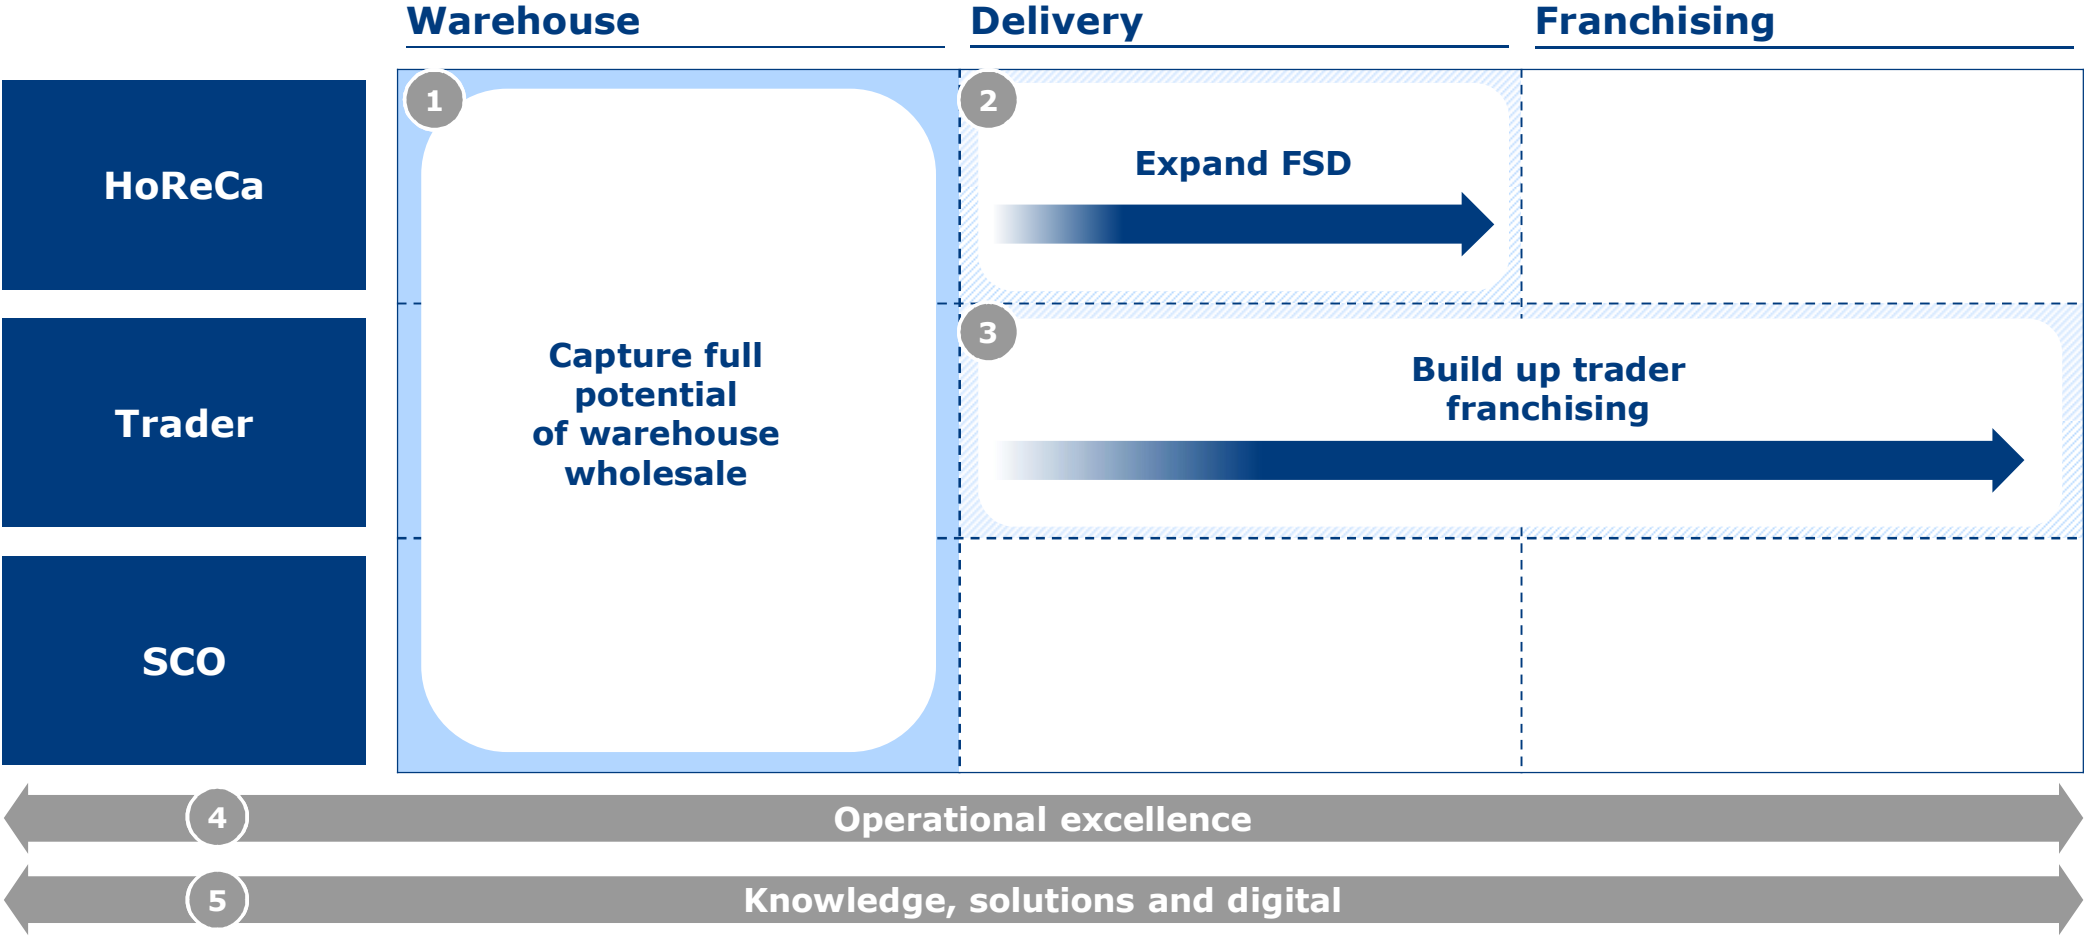 Warehouse
Delivery
Franchising
1
2
HoReCa
Expand FSD
3
Trader
Capture full
potential
of warehouse
wholesale
Build up trader
franchising
SCO
4
Operational excellence
5
Knowledge, solutions and digital